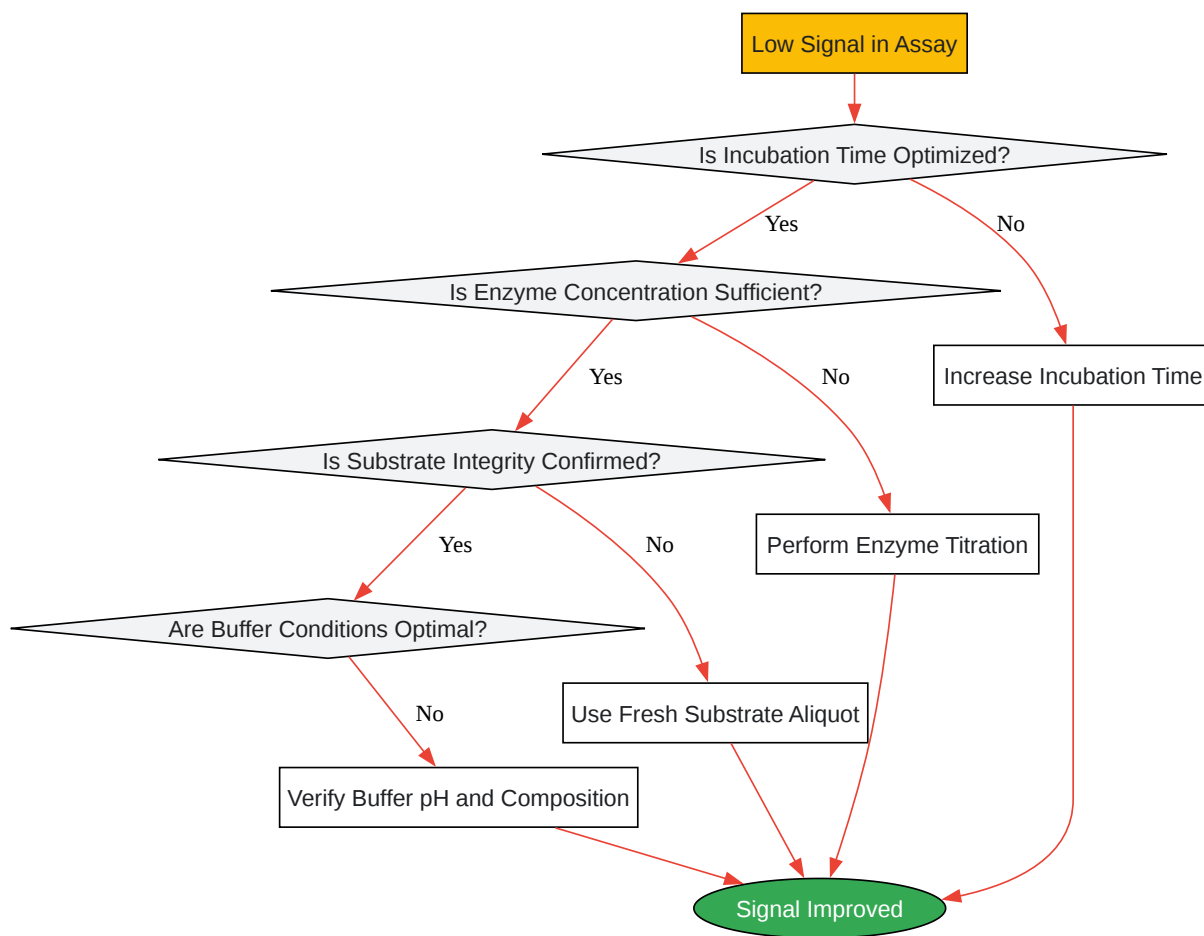 Low Signal in Assay
Is Incubation Time Optimized?
Yes
No
Is Enzyme Concentration Sufficient?
Yes
No
Increase Incubation Time
Is Substrate Integrity Confirmed?
Yes
No
Perform Enzyme Titration
Are Buffer Conditions Optimal?
No
Use Fresh Substrate Aliquot
Verify Buffer pH and Composition
Signal Improved